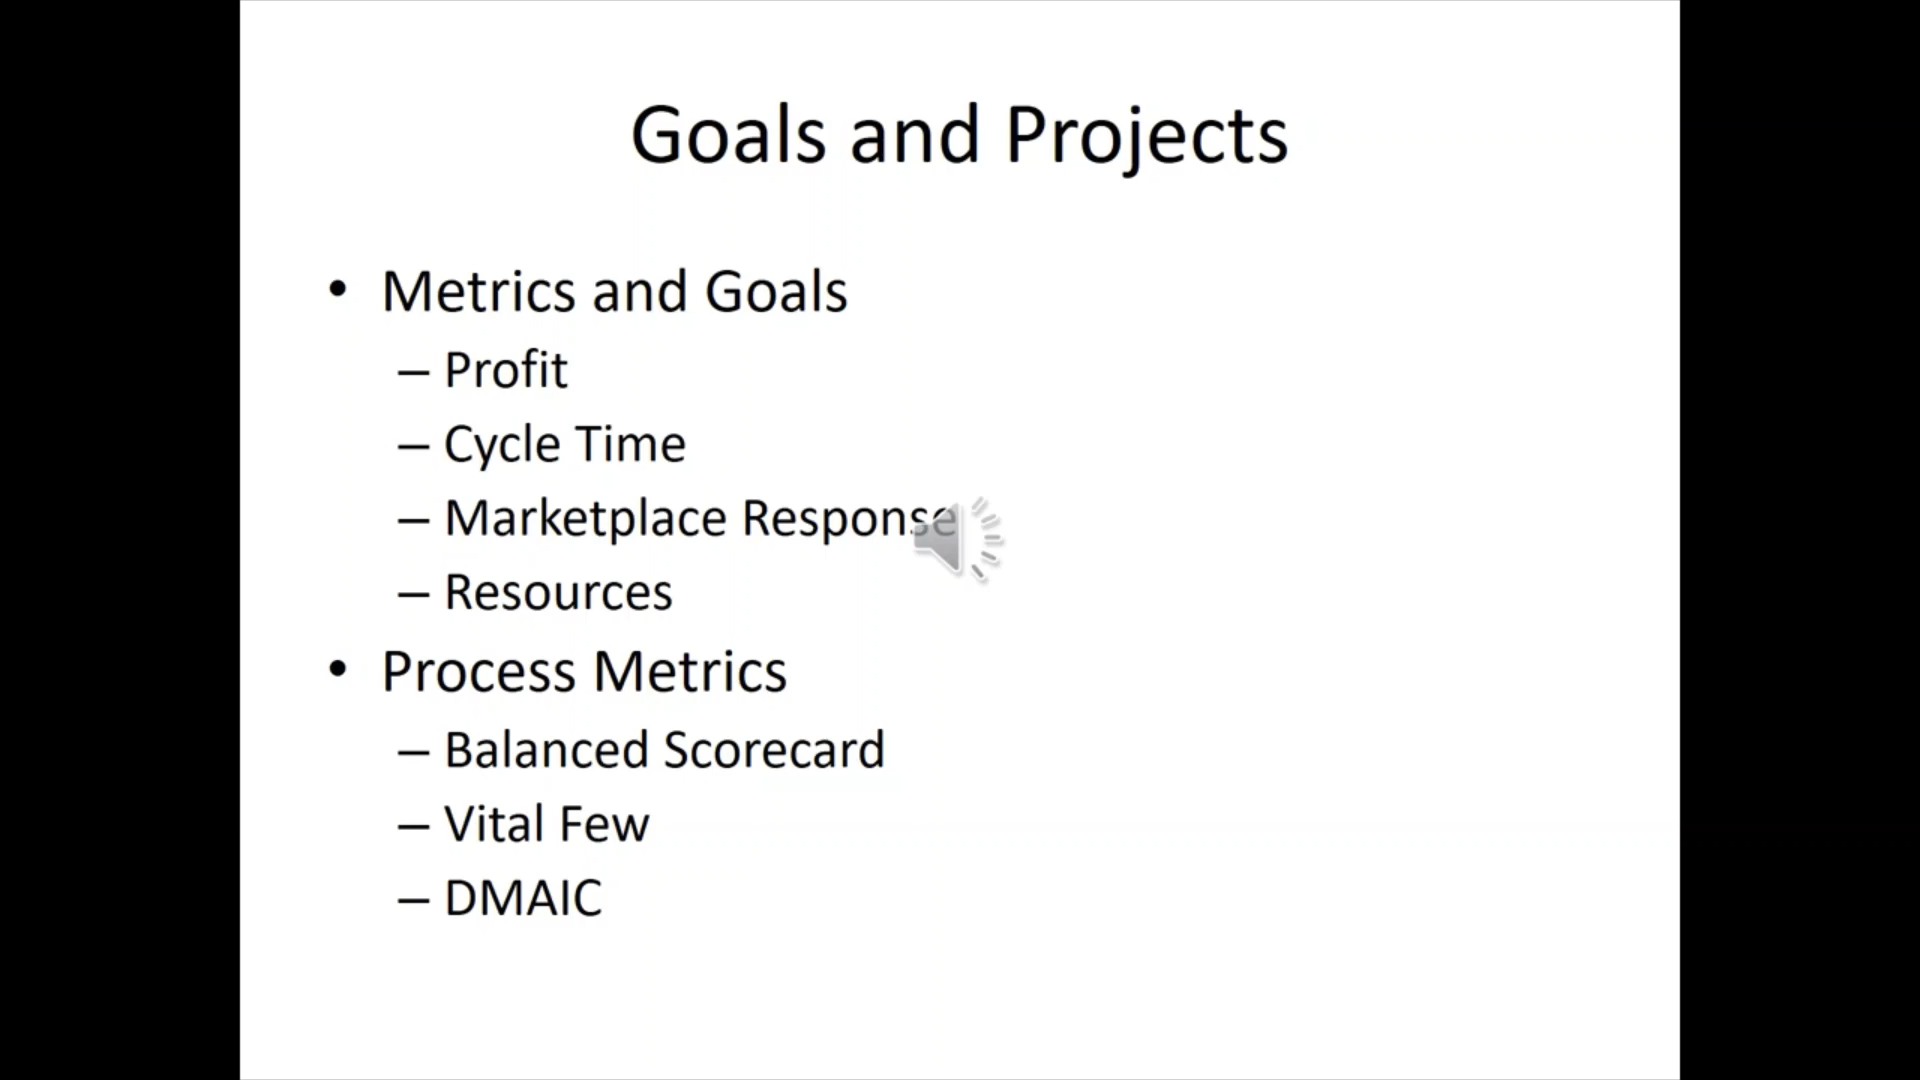 Goals and Projects
• Metrics and Goals
– Profit
– Cycle Time
– Marketplace Response
– Resources
• Process Metrics
– Balanced Scorecard
– Vital Few
– DMAIC